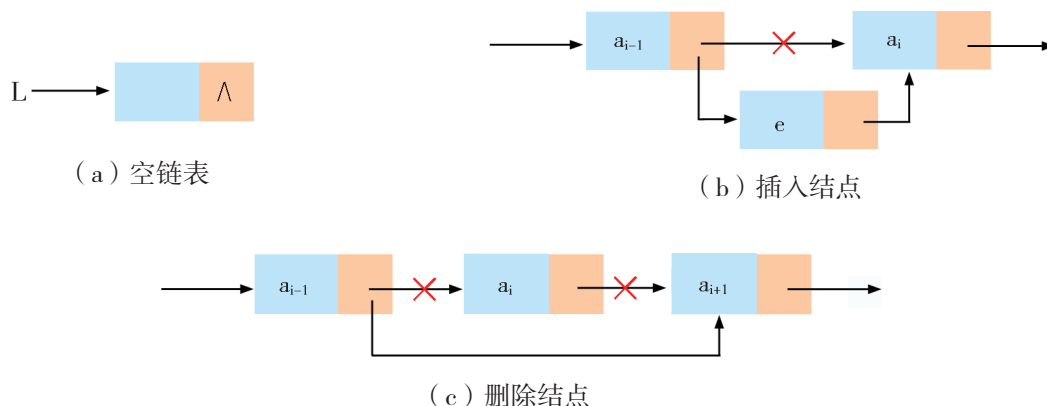 aᵢ₋₁ aᵢ
L ∧
e
(a)空链表
(b)插入结点
aᵢ₋₁ aᵢ aᵢ₊₁
(c)删除结点